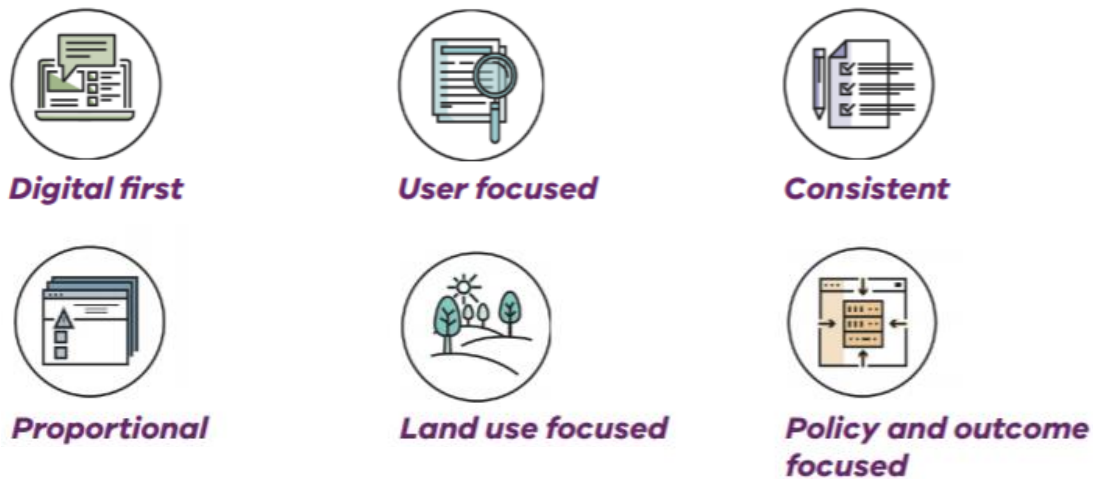 Digital first
User focused
Consistent
Proportional
Land use focused
Policy and outcome
focused